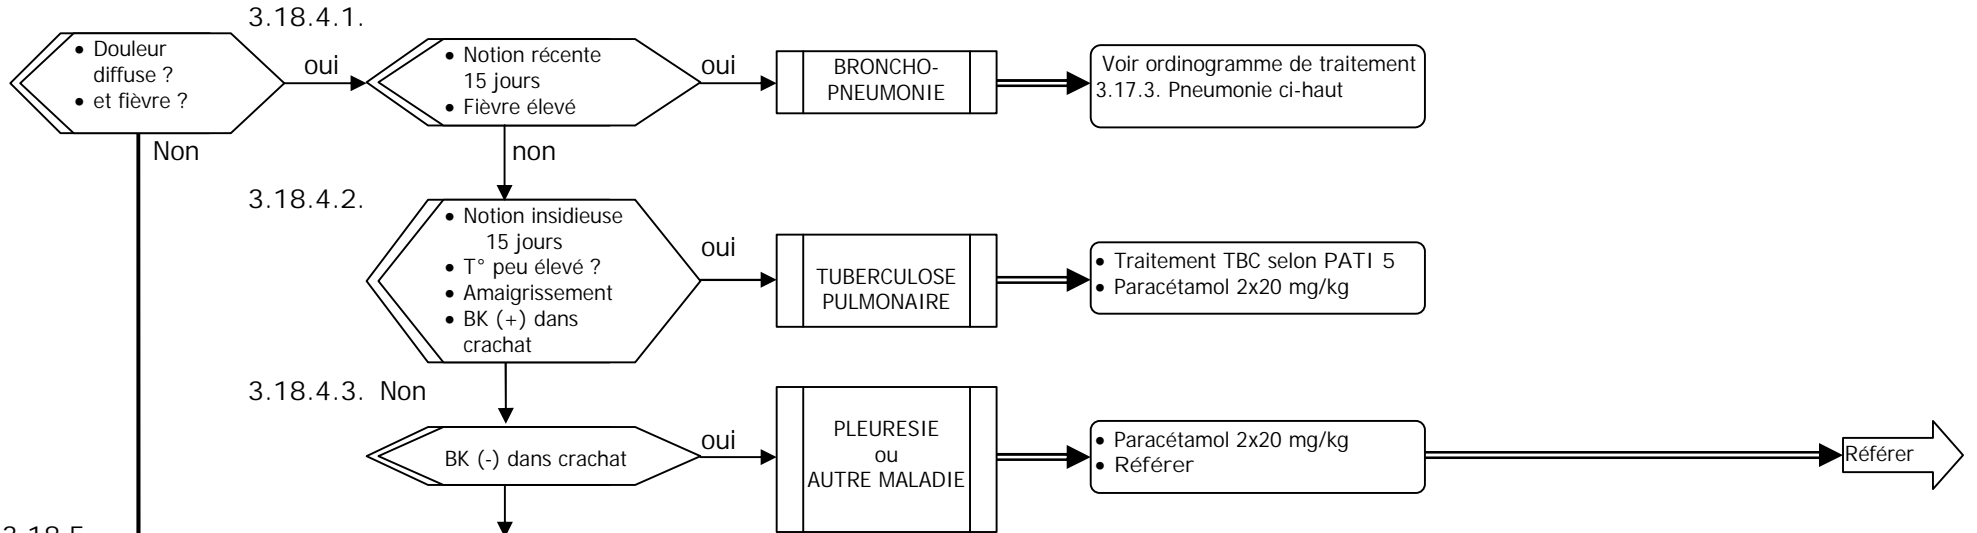 3.18.4.1.
• Douleur
diffuse ?
• et fièvre ?
oui
• Notion récente
15 jours
• Fièvre élevé
oui
BRONCHO-
PNEUMONIE
Voir ordinogramme de traitement
3.17.3. Pneumonie ci-haut
Non
non
3.18.4.2.
• Notion insidieuse
15 jours
• T° peu élevé ?
• Amaigrissement
• BK (+) dans
crachat
oui
TUBERCULOSE
PULMONAIRE
• Traitement TBC selon PATI 5
• Paracétamol 2x20 mg/kg
3.18.4.3. Non
BK (-) dans crachat
oui
PLEURESIE
ou
AUTRE MALADIE
• Paracétamol 2x20 mg/kg
• Référer
Référer
3.18.5